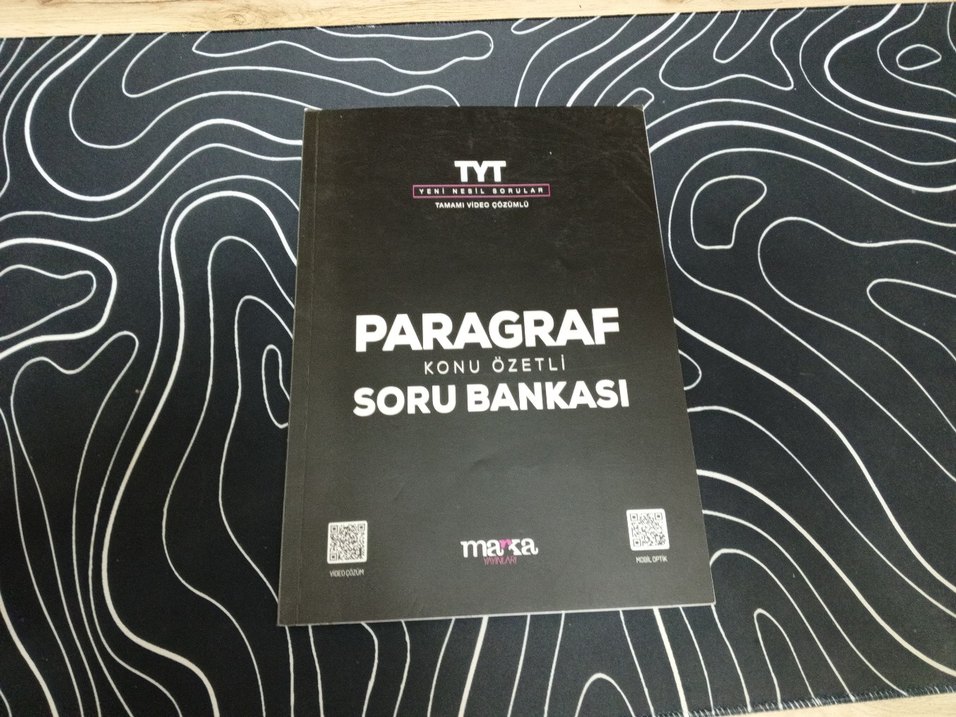 TYT
YENİ NESİL SORULAR
TAMAMI VİDEO ÇÖZÜMLÜ
PARAGRAF
KONU ÖZETLİ
SORU BANKASI
marka
YAYINLARI
VİDEO ÇÖZÜM
MOBİL OPTİK